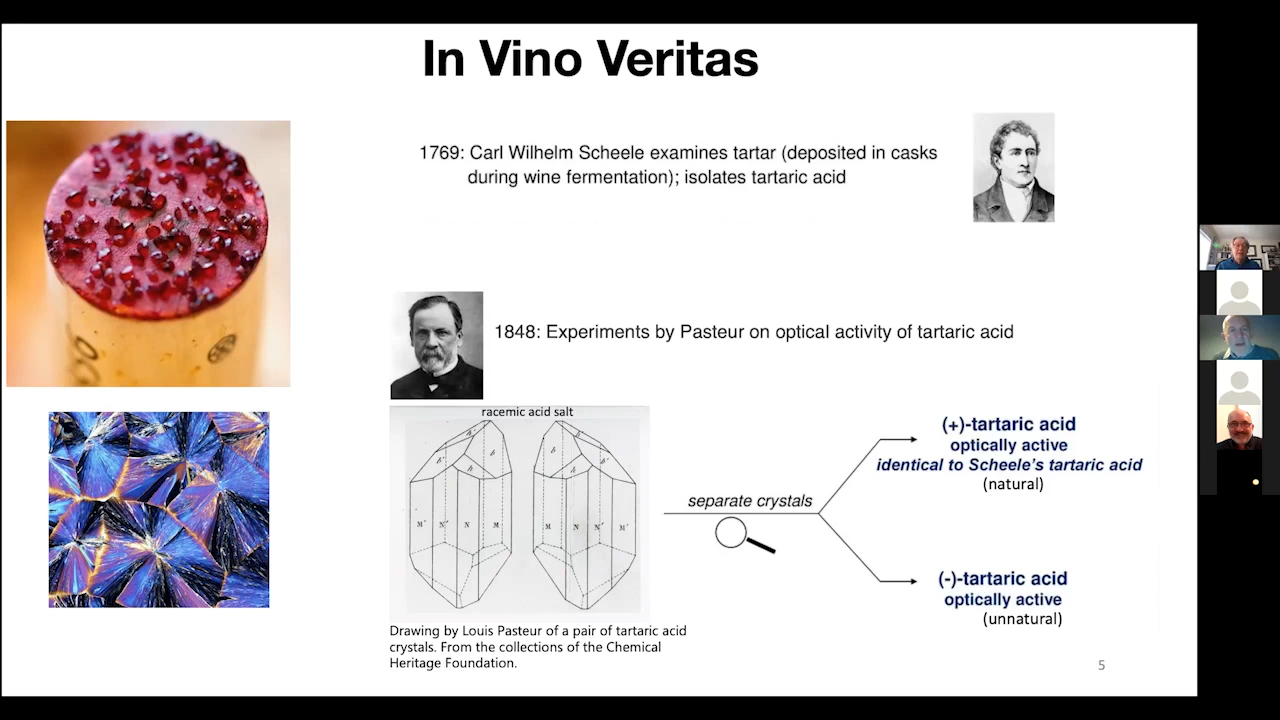 In Vino Veritas
1769: Carl Wilhelm Scheele examines tartar (deposited in casks
during wine fermentation); isolates tartaric acid
1848: Experiments by Pasteur on optical activity of tartaric acid
racemic acid salt
M' N' N M
M N N' M'
separate crystals
(+)-tartaric acid
optically active
identical to Scheele's tartaric acid
(natural)
(-)-tartaric acid
optically active
(unnatural)
Drawing by Louis Pasteur of a pair of tartaric acid
crystals. From the collections of the Chemical
Heritage Foundation.
5